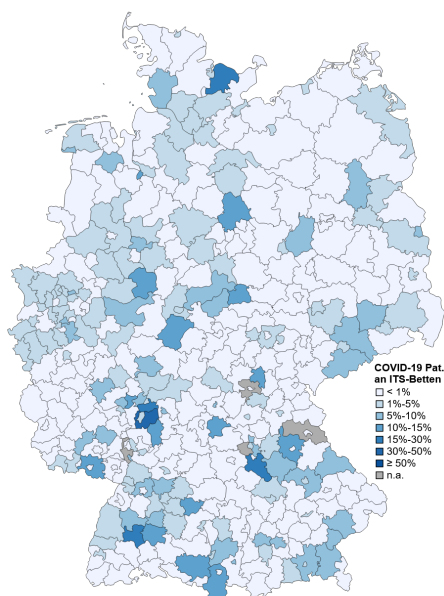 COVID-19 Pat.
an ITS-Betten
< 1%
1%-5%
5%-10%
10%-15%
15%-30%
30%-50%
≥ 50%
n.a.